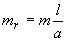 m_r = m l/a